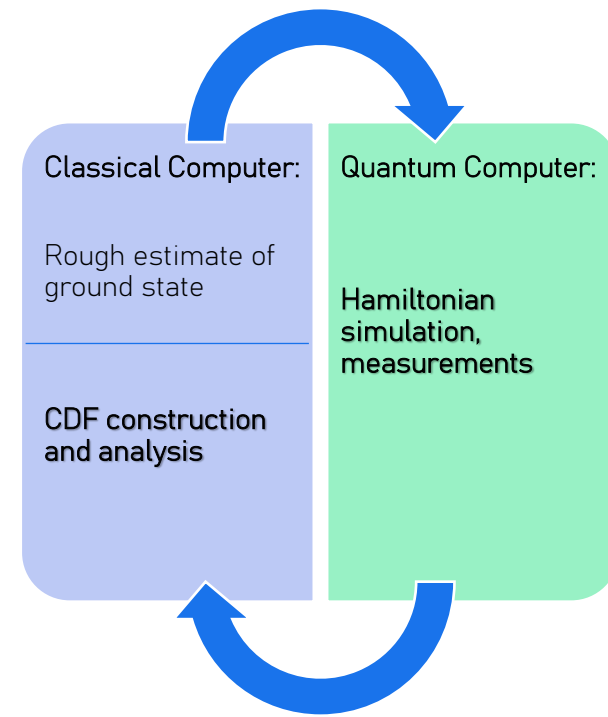 Classical Computer:
Rough estimate of
ground state
CDF construction
and analysis
Quantum Computer:
Hamiltonian
simulation,
measurements